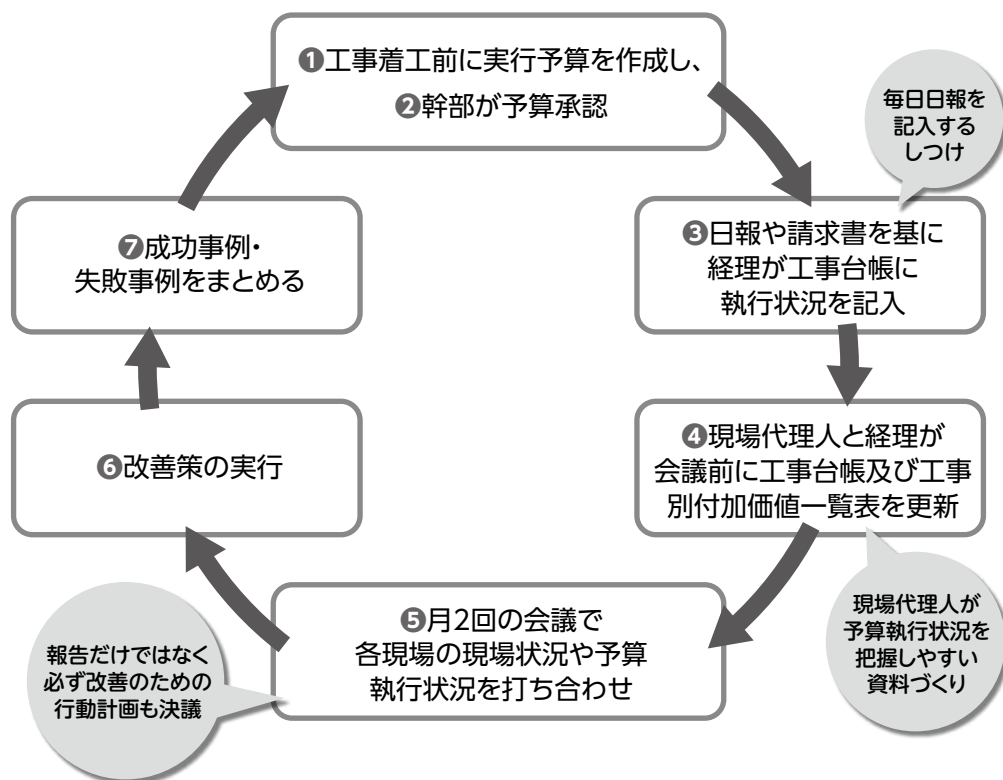 ❶工事着工前に実行予算を作成し、
❷幹部が予算承認
毎日日報を
記入する
しつけ
❸日報や請求書を基に
経理が工事台帳に
執行状況を記入
❹現場代理人と経理が
会議前に工事台帳及び工事
別付加価値一覧表を更新
現場代理人が
予算執行状況を
把握しやすい
資料づくり
❺月2回の会議で
各現場の現場状況や予算
執行状況を打ち合わせ
報告だけではなく
必ず改善のための
行動計画も決議
❻改善策の実行
❼成功事例・
失敗事例をまとめる